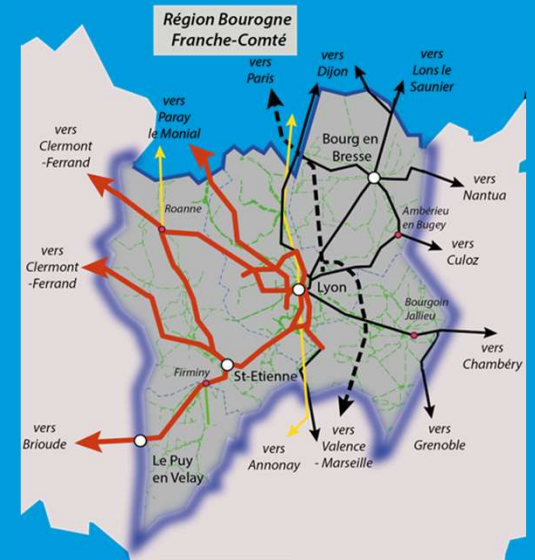 Région Bourogne
Franche-Comté
vers
Paris
vers
Dijon
vers
Lons le
Saunier
vers
Paray
le Monial
vers
Clermont
-Ferrand
Bourg en
Bresse
vers
Nantua
Roanne
Ambérieu
en Bugey
vers
Culoz
vers
Clermont
-Ferrand
Lyon
Bourgoin
Jallieu
vers
Chambéry
Firminy
St-Etienne
vers
Brioude
Le Puy
en Velay
vers
Annonay
vers
Valence
- Marseille
vers
Grenoble